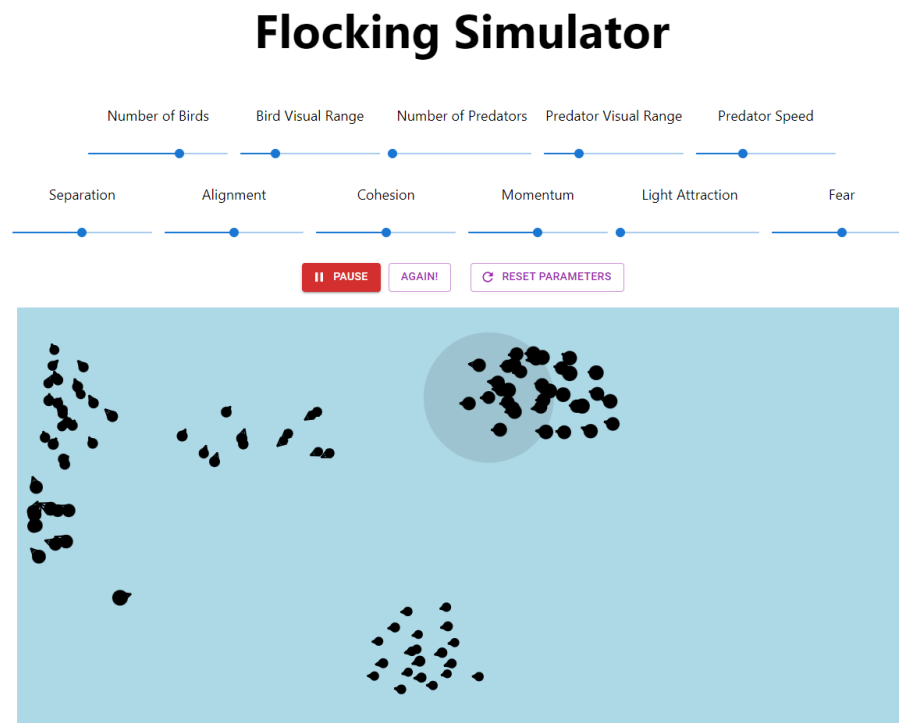 Flocking Simulator
Number of Birds Bird Visual Range Number of Predators Predator Visual Range Predator Speed
Separation Alignment Cohesion Momentum Light Attraction Fear
PAUSE AGAIN! RESET PARAMETERS